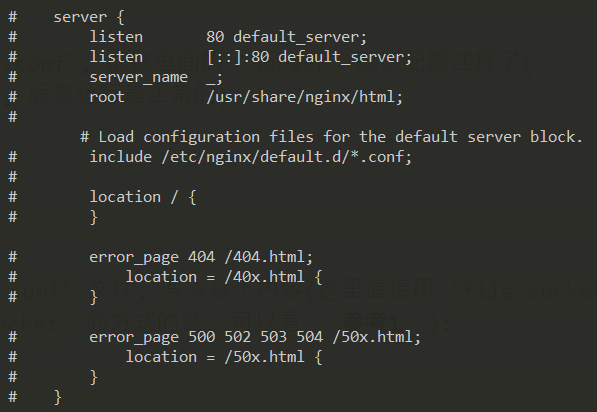 #    server {
#        listen       80 default_server;
#        listen       [::]:80 default_server;
#        server_name  _;
#        root         /usr/share/nginx/html;
#
        # Load configuration files for the default server block.
#        include /etc/nginx/default.d/*.conf;
#
#        location / {
#        }
#        error_page 404 /404.html;
#            location = /40x.html {
#        }
#        error_page 500 502 503 504 /50x.html;
#            location = /50x.html {
#        }
#    }